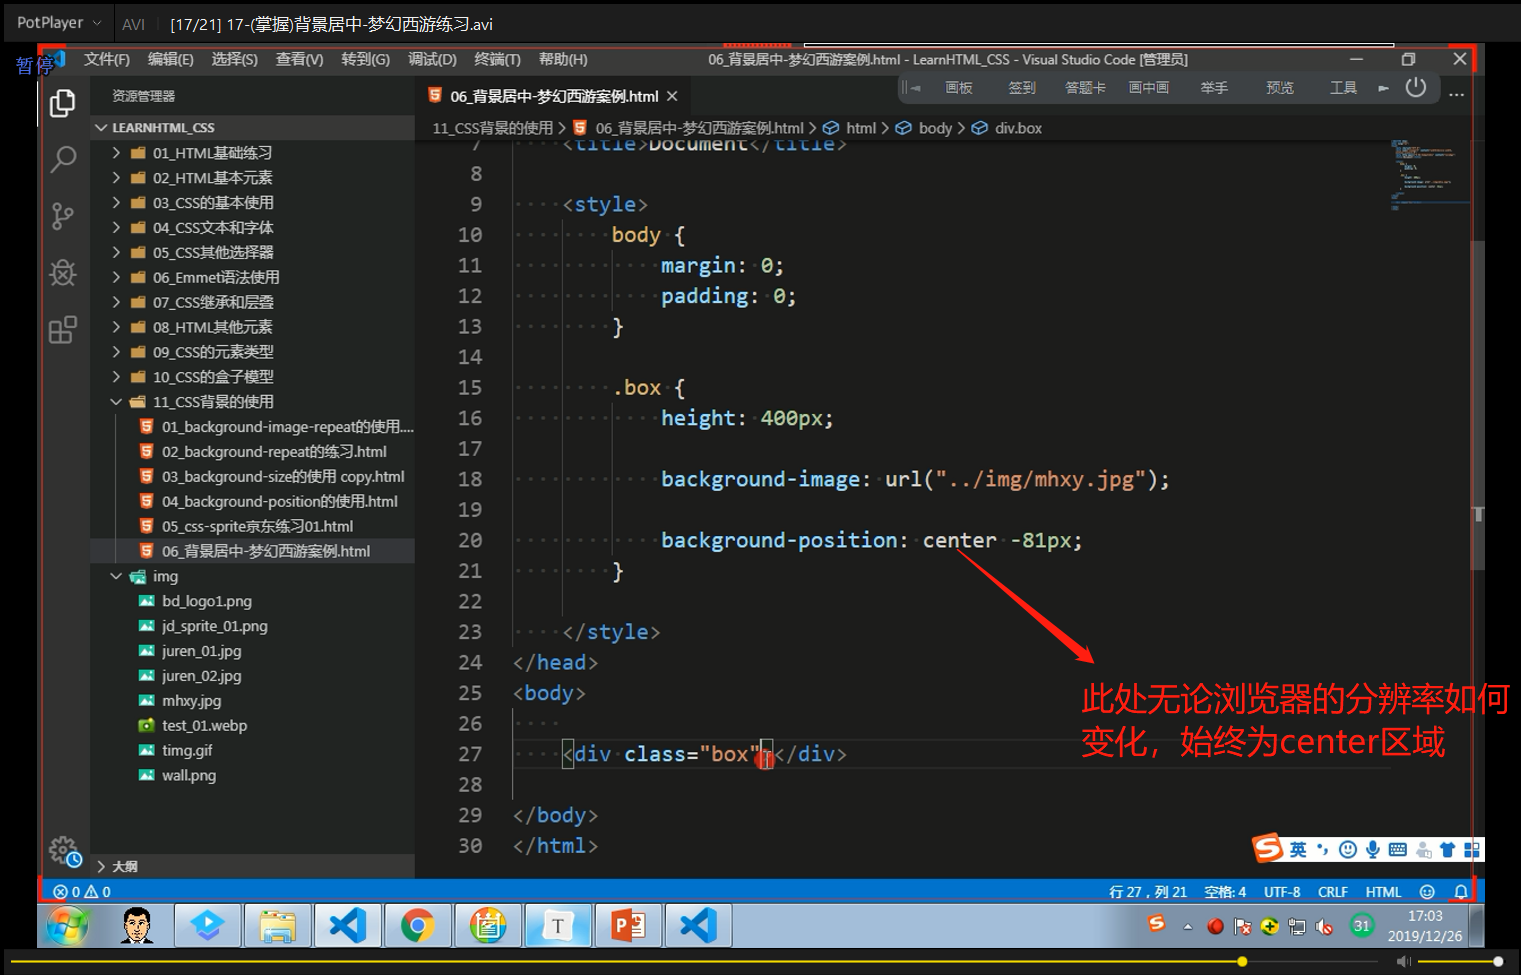 PotPlayer
AVI
[17/21] 17-(掌握)背景居中-梦幻西游练习.avi
暂停
文件(F) 编辑(E) 选择(S) 查看(V) 转到(G) 调试(D) 终端(T) 帮助(H)
06_背景居中-梦幻西游案例.html - LearnHTML_CSS - Visual Studio Code [管理员]
资源管理器
06_背景居中-梦幻西游案例.html
画板 签到 答题卡 画中画 举手 预览 工具
LEARNHTML_CSS
11_CSS背景的使用 > 06_背景居中-梦幻西游案例.html > html > body > div.box
01_HTML基础练习
02_HTML基本元素
03_CSS的基本使用
04_CSS文本和字体
05_CSS其他选择器
06_Emmet语法使用
07_CSS继承和层叠
08_HTML其他元素
09_CSS的元素类型
10_CSS的盒子模型
11_CSS背景的使用
01_background-image-repeat的使用....
02_background-repeat的练习.html
03_background-size的使用 copy.html
04_background-position的使用.html
05_css-sprite京东练习01.html
06_背景居中-梦幻西游案例.html
img
bd_logo1.png
jd_sprite_01.png
juren_01.jpg
juren_02.jpg
mhxy.jpg
test_01.webp
timg.gif
wall.png
大纲
7 <title>Document</title>
8
9 <style>
10 body {
11 margin: 0;
12 padding: 0;
13 }
14
15 .box {
16 height: 400px;
17
18 background-image: url("../img/mhxy.jpg");
19
20 background-position: center -81px;
21 }
22
23 </style>
24 </head>
25 <body>
26
27 <div class="box"></div>
28
29 </body>
30 </html>
此处无论浏览器的分辨率如何
变化，始终为center区域
英
0 0
行 27，列 21 空格: 4 UTF-8 CRLF HTML
T
31
17:03
2019/12/26